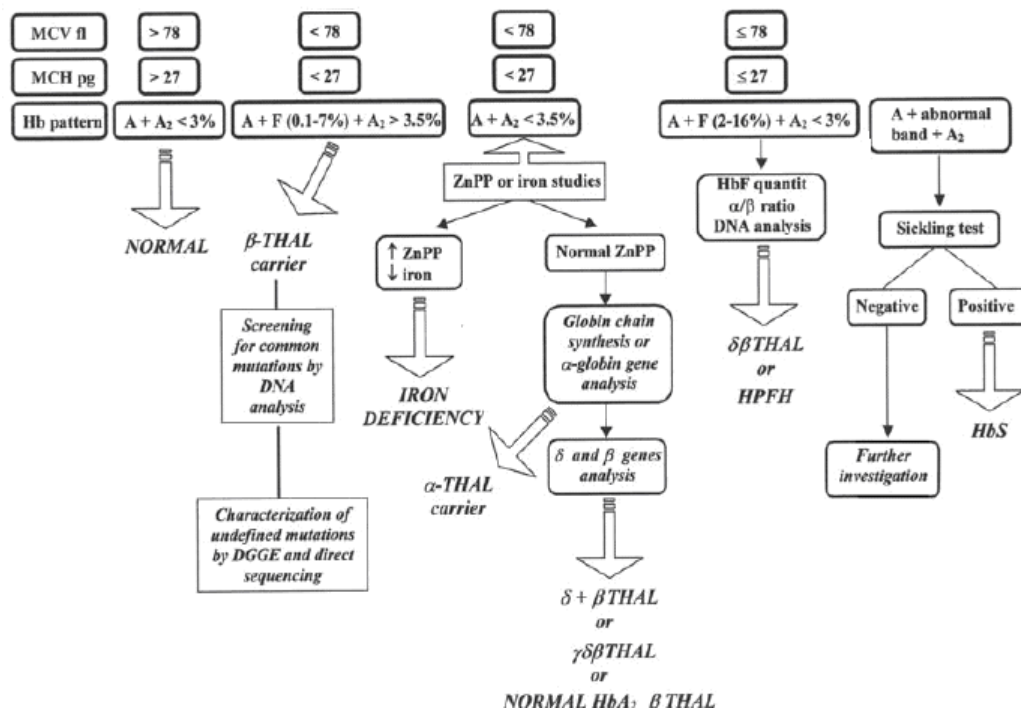 MCV fl
> 78
< 78
< 78
≤ 78
MCH pg
> 27
< 27
< 27
≤ 27
Hb pattern
A + A₂ < 3%
A + F (0.1-7%) + A₂ > 3.5%
A + A₂ < 3.5%
A + F (2-16%) + A₂ < 3%
A + abnormal
band + A₂
ZnPP or iron studies
HbF quantit
α/β ratio
DNA analysis
Sickling test
NORMAL
β-THAL
carrier
↑ ZnPP
↓ iron
Normal ZnPP
Negative
Positive
Screening
for common
mutations by
DNA
analysis
Globin chain
synthesis or
α-globin gene
analysis
δβTHAL
or
HPFH
IRON
DEFICIENCY
HbS
α-THAL
carrier
δ and β genes
analysis
Further
investigation
Characterization of
undefined mutations
by DGGE and direct
sequencing
δ + β THAL
or
γδβTHAL
or
NORMAL HbA₂ β THAL